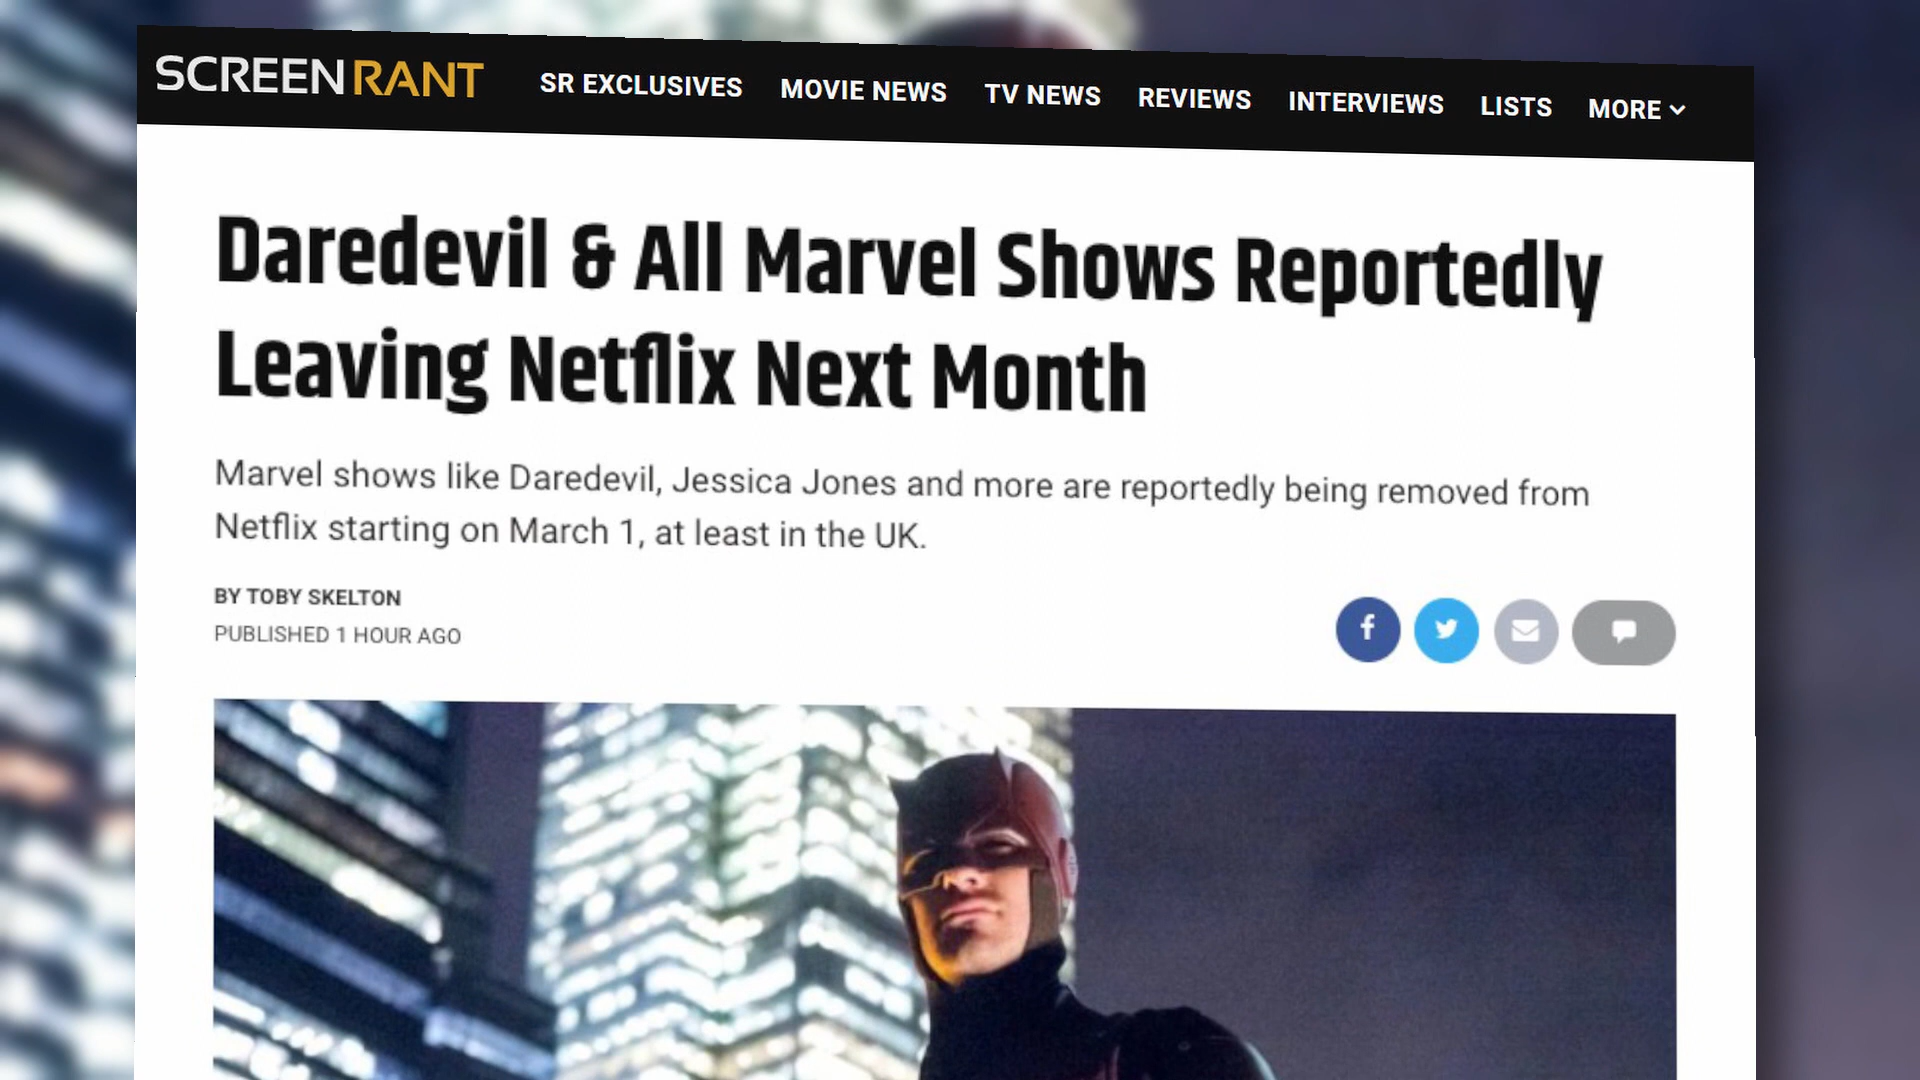 SCREENRANT
SR EXCLUSIVES
MOVIE NEWS
TV NEWS
REVIEWS
INTERVIEWS
LISTS
MORE
Daredevil & All Marvel Shows Reportedly
Leaving Netflix Next Month
Marvel shows like Daredevil, Jessica Jones and more are reportedly being removed from
Netflix starting on March 1, at least in the UK.
BY TOBY SKELTON
PUBLISHED 1 HOUR AGO